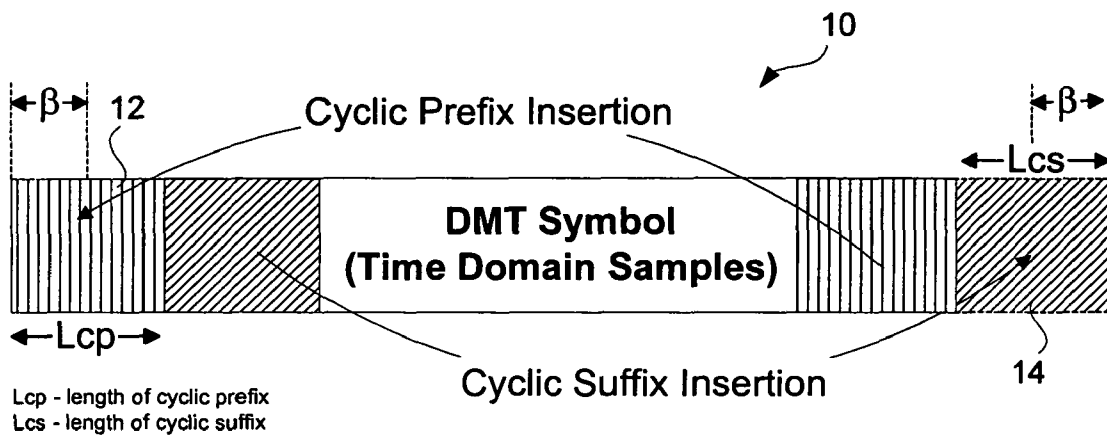 10
β
12
Cyclic Prefix Insertion
β
Lcs
DMT Symbol
(Time Domain Samples)
Lcp
Cyclic Suffix Insertion
14
Lcp - length of cyclic prefix
Lcs - length of cyclic suffix